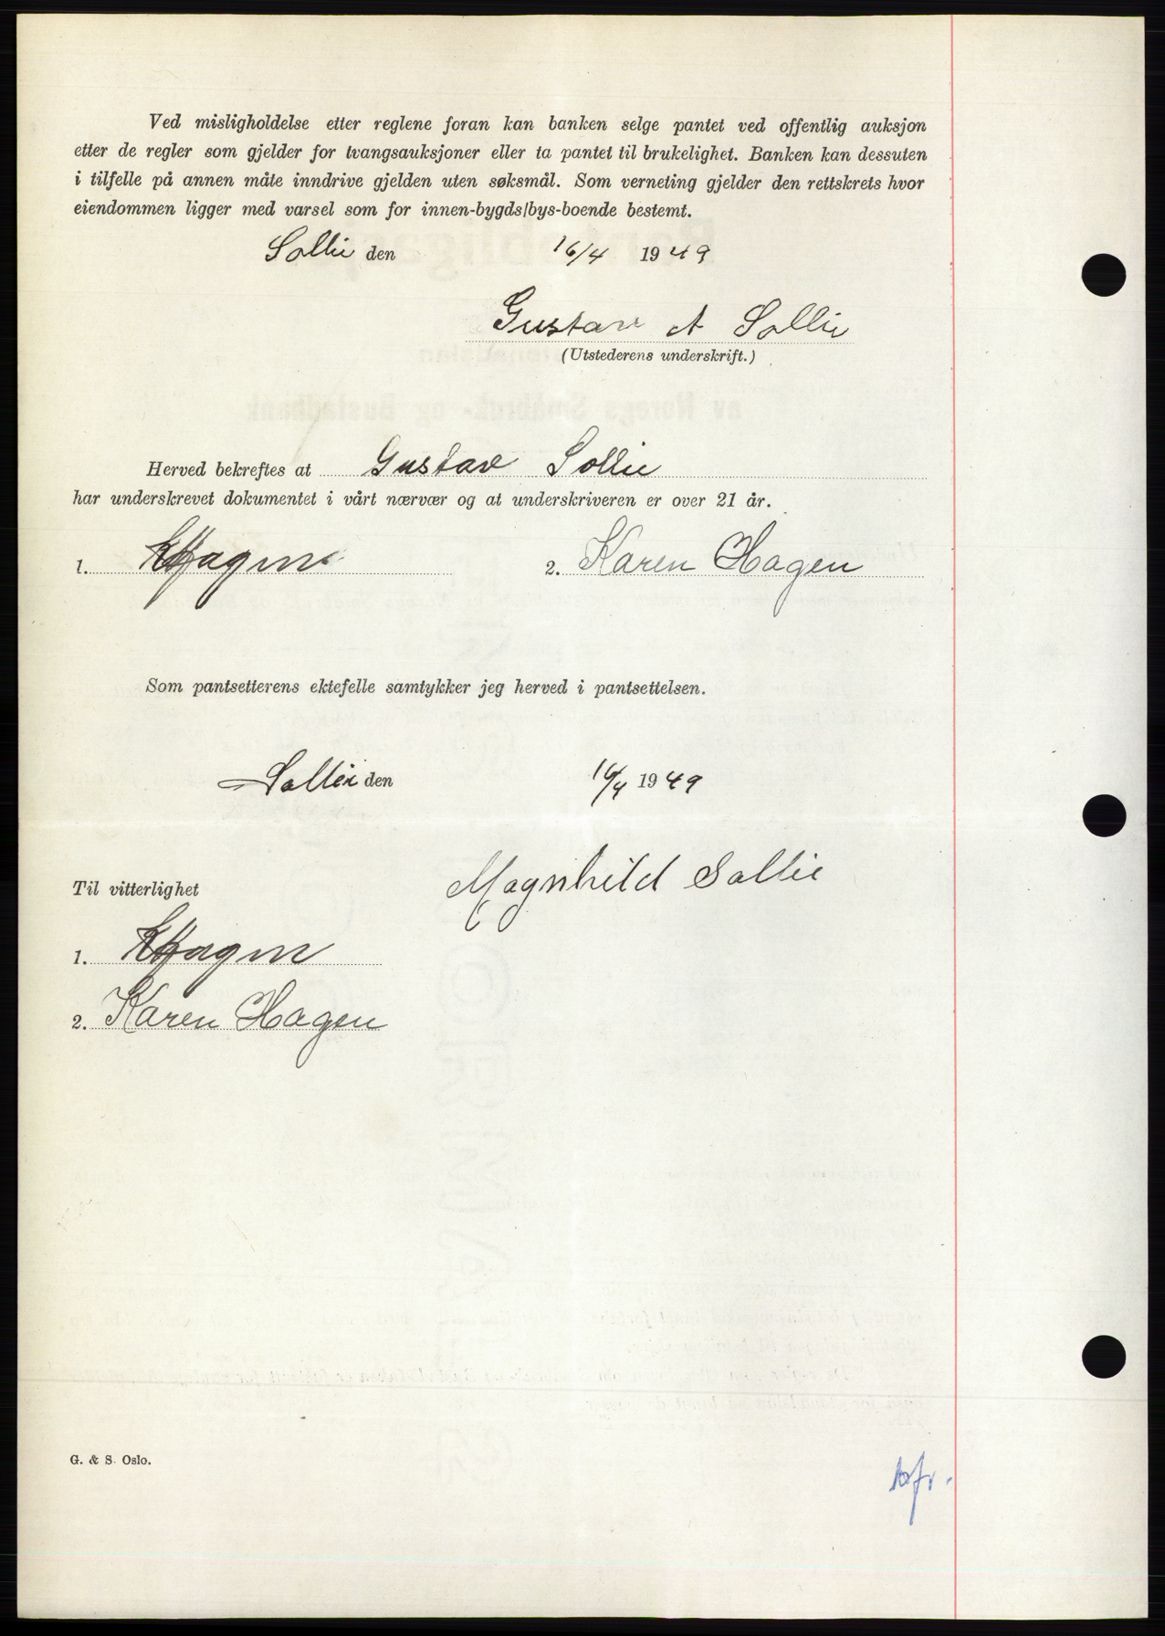 Ved misligholdelse etter reglene foran kan banken selge pantet ved offentlig auksjon
etter de regler som gjelder for tvangsauksjoner eller ta pantet til brukelighet. Banken kan dessuten
i tilfelle på annen måte inndrive gjelden uten søksmål. Som verneting gjelder den rettskrets hvor
eiendommen ligger med varsel som for innen-bygds/bys-boende bestemt.
Sollie den 16/4 1949
Gustav A Sollie
(Utstederens underskrift.)
Herved bekreftes at Gustav Sollie
har underskrevet dokumentet i vårt nærvær og at underskriveren er over 21 år.
1. Hagen 2. Karen Hagen
Som pantsetterens ektefelle samtykker jeg herved i pantsettelsen.
Sollie den 16/4 1949
Magnhild Sollie
Til vitterlighet
1. Hagen
2. Karen Hagen
G. & S. Oslo.